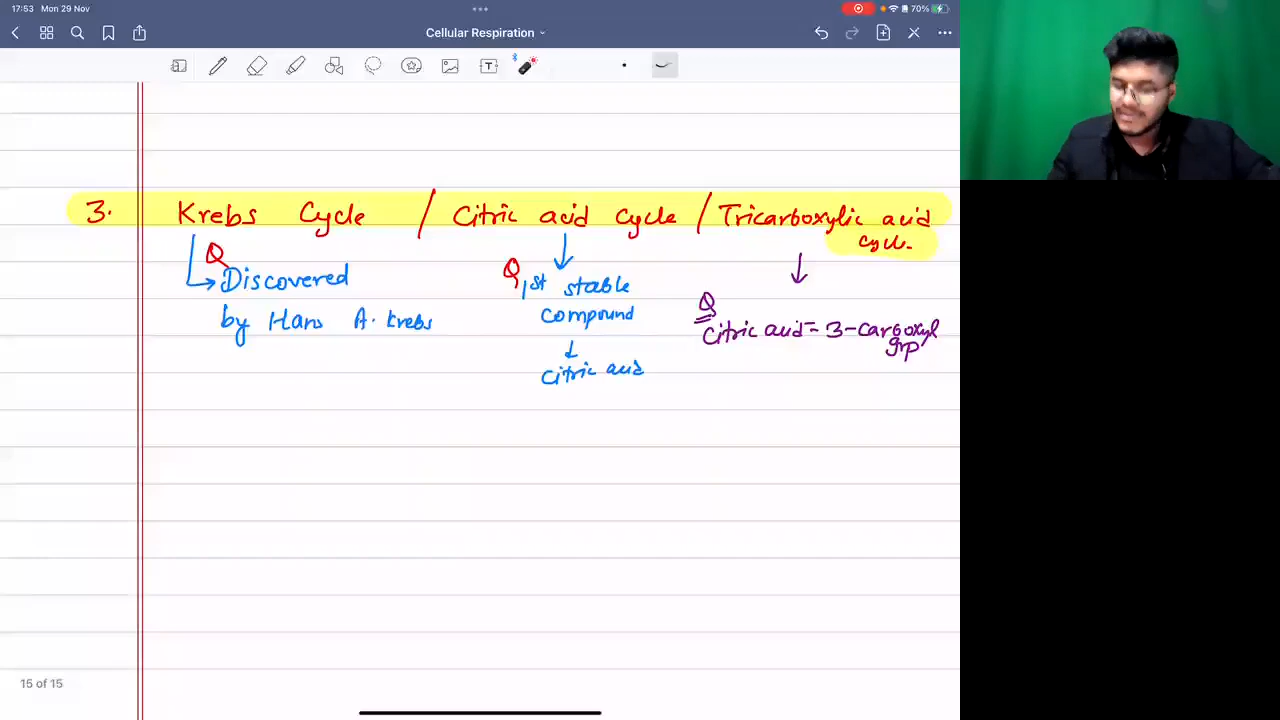 17:53 Mon 29 Nov
70%
Cellular Respiration
T
3. Krebs Cycle / Citric acid cycle / Tricarboxylic acid
cycle
Q
Discovered
by Hans A. Krebs
Q 1st stable
compound
↓
Citric acid
Q
Citric acid = 3-carboxyl
grp
15 of 15